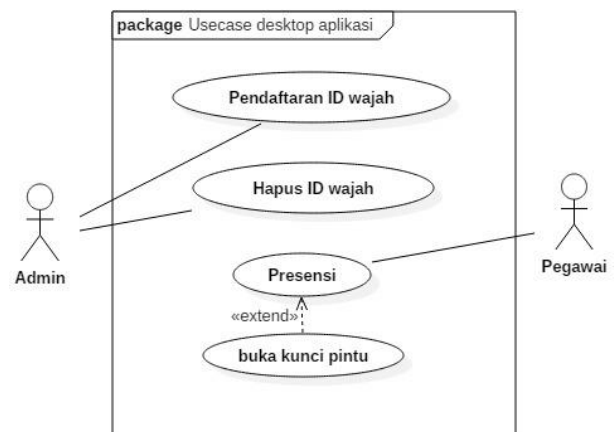 package Usecase desktop aplikasi
Pendaftaran ID wajah
Hapus ID wajah
Admin
Pegawai
Presensi
«extend»
buka kunci pintu